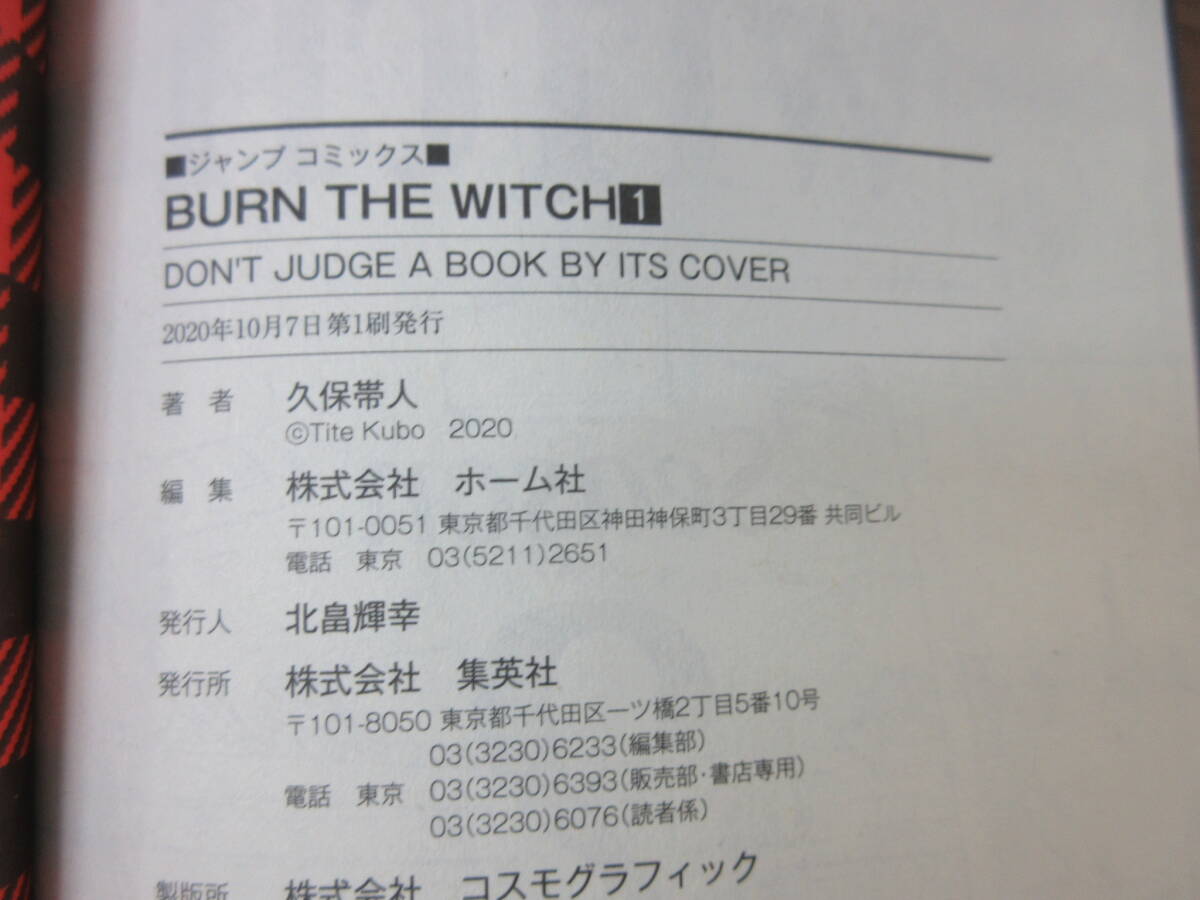 ■ジャンプ コミックス■
BURN THE WITCH1
DON'T JUDGE A BOOK BY ITS COVER
2020年10月7日第1刷発行
著 者 久保帯人
©Tite Kubo 2020
編 集 株式会社 ホーム社
〒101-0051 東京都千代田区神田神保町3丁目29番 共同ビル
電話 東京 03(5211)2651
発行人 北畠輝幸
発行所 株式会社 集英社
〒101-8050 東京都千代田区一ツ橋2丁目5番10号
03(3230)6233(編集部)
電話 東京 03(3230)6393(販売部・書店専用)
03(3230)6076(読者係)
製版所 株式会社 コスモグラフィック